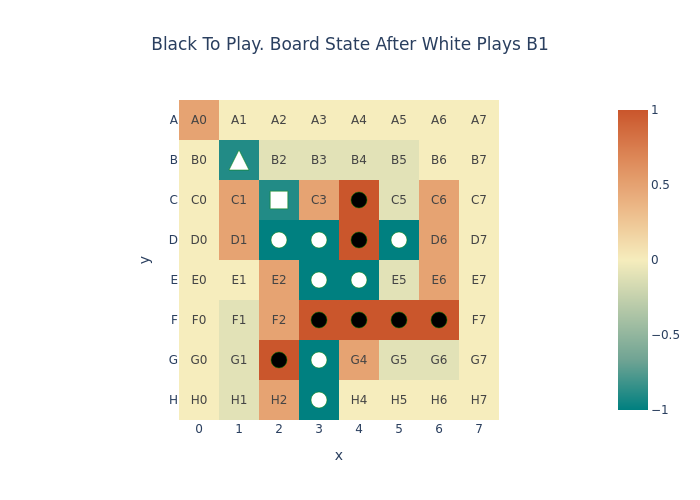 Black To Play. Board State After White Plays B1
A A0 A1 A2 A3 A4 A5 A6 A7
B B0 B2 B3 B4 B5 B6 B7
C C0 C1 C3 C5 C6 C7
D D0 D1 D6 D7
E E0 E1 E2 E5 E6 E7
F F0 F1 F2 F7
G G0 G1 G4 G5 G6 G7
H H0 H1 H2 H4 H5 H6 H7
0 1 2 3 4 5 6 7
x
y
1
0.5
0
−0.5
−1